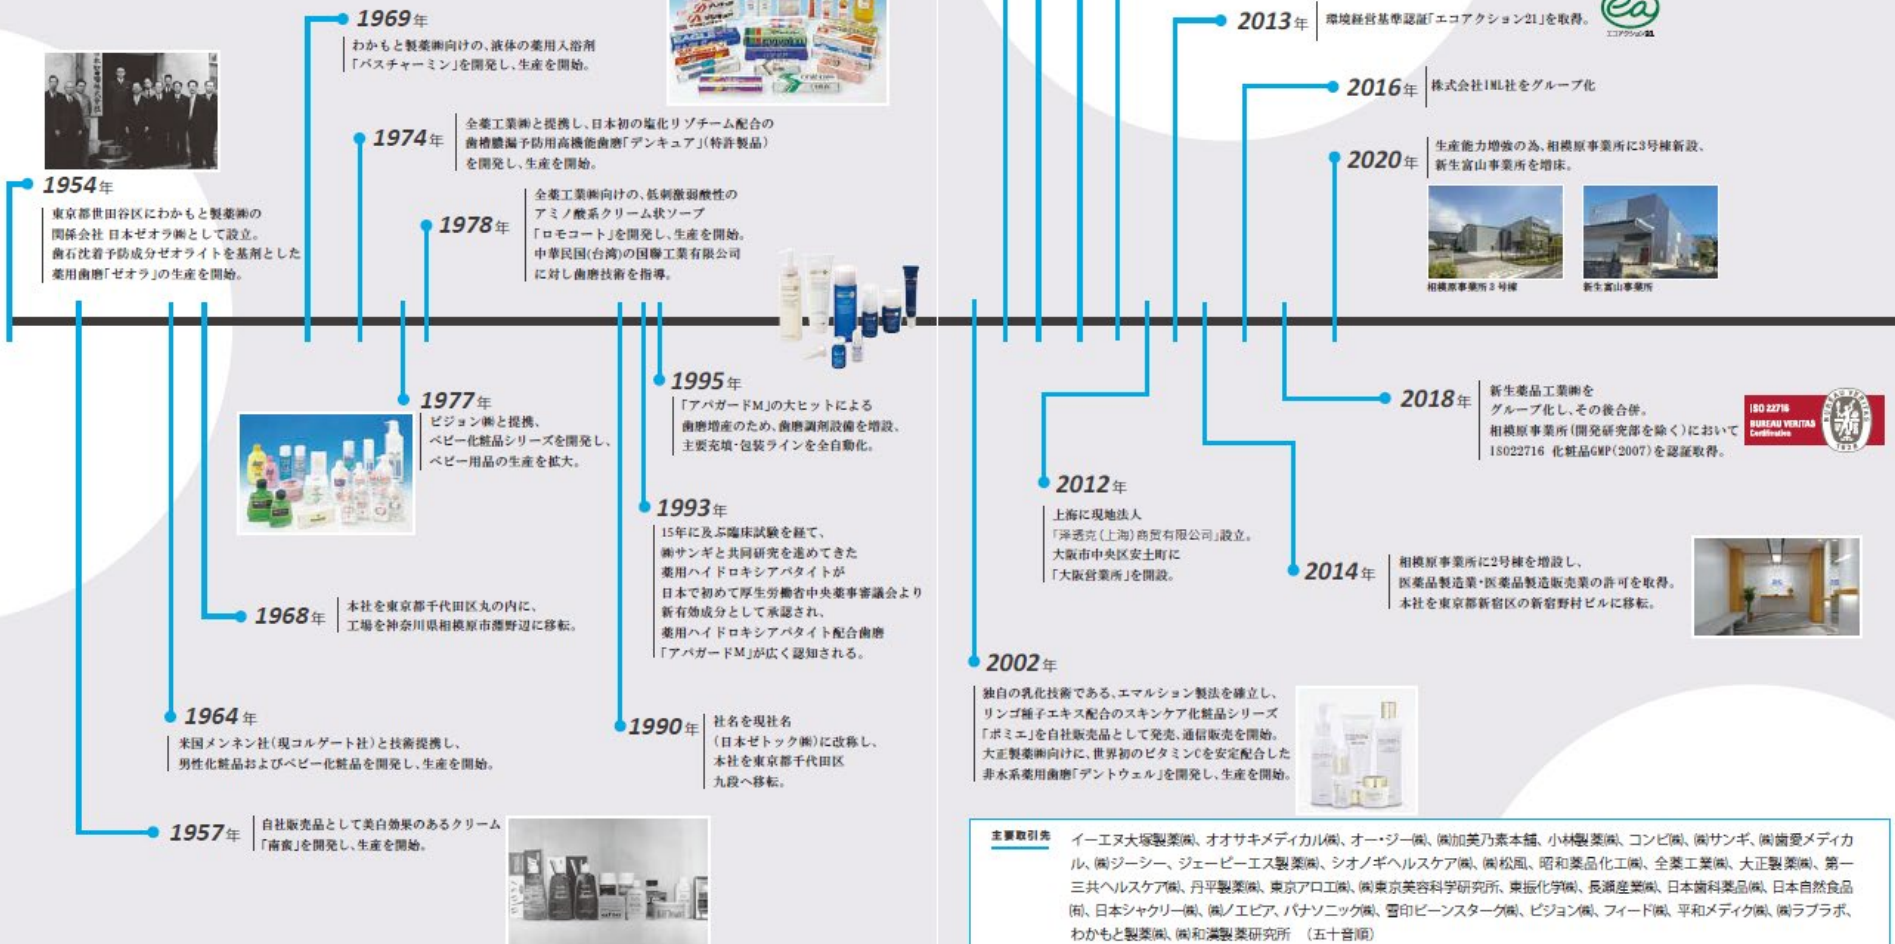 1954年
東京都世田谷区にわかもと製薬㈱の
関係会社 日本ゼオラ㈱として設立。
歯石沈着予防成分ゼオライトを基剤とした
薬用歯磨「ゼオラ」の生産を開始。
1957年
自社販売品として美白効果のあるクリーム
「南蛮」を開発し、生産を開始。
1964年
米国メンネン社(現コルゲート社)と技術提携し、
男性化粧品およびベビー化粧品を開発し、生産を開始。
1968年
本社を東京都千代田区丸の内に、
工場を神奈川県相模原市淵野辺に移転。
1969年
わかもと製薬㈱向けの、液体の薬用入浴剤
「バスチャーミン」を開発し、生産を開始。
1974年
全薬工業㈱と提携し、日本初の塩化リゾチーム配合の
歯槽膿漏予防用高機能歯磨「デンキュア」(特許製品)
を開発し、生産を開始。
1977年
ピジョン㈱と提携、
ベビー化粧品シリーズを開発し、
ベビー用品の生産を拡大。
1978年
全薬工業㈱向けの、低刺激弱酸性の
アミノ酸系クリーム状ソープ
「ロモコート」を開発し、生産を開始。
中華民国(台湾)の国聯工業有限公司
に対し歯磨技術を指導。
1990年
社名を現社名
(日本ゼトック㈱)に改称し、
本社を東京都千代田区
九段へ移転。
1993年
15年に及ぶ臨床試験を経て、
㈱サンギと共同研究を進めてきた
薬用ハイドロキシアパタイトが
日本で初めて厚生労働省中央薬事審議会より
新有効成分として承認され、
薬用ハイドロキシアパタイト配合歯磨
「アパガードM」が広く認知される。
1995年
「アパガードM」の大ヒットによる
歯磨増産のため、歯磨調剤設備を増設、
主要充填・包装ラインを全自動化。
2002年
独自の乳化技術である、エマルション製法を確立し、
リンゴ種子エキス配合のスキンケア化粧品シリーズ
「ポミエ」を自社販売品として発売、通信販売を開始。
大正製薬㈱向けに、世界初のビタミンCを安定配合した
非水系薬用歯磨「デントウェル」を開発し、生産を開始。
2012年
上海に現地法人
「泽透克(上海)商贸有限公司」設立。
大阪市中央区安土町に
「大阪営業所」を開設。
2013年
環境経営基準認証「エコアクション21」を取得。
ea
エコアクション21
2014年
相模原事業所に2号棟を増設し、
医薬品製造業・医薬品製造販売業の許可を取得。
本社を東京都新宿区の新宿野村ビルに移転。
2016年
株式会社IML社をグループ化
2018年
新生薬品工業㈱を
グループ化し、その後合併。
相模原事業所(開発研究部を除く)において
ISO22716 化粧品GMP(2007)を認証取得。
ISO 22716
BUREAU VERITAS
Certification
BUREAU VERITAS
1828
2020年
生産能力増強の為、相模原事業所に3号棟新設、
新生富山事業所を増床。
相模原事業所3号棟
新生富山事業所
主要取引先
イーエヌ大塚製薬㈱、オオサキメディカル㈱、オー・ジー㈱、㈱加美乃素本舗、小林製薬㈱、コンビ㈱、㈱サンギ、㈱歯愛メディカ
ル、㈱ジーシー、ジェーピーエス製薬㈱、シオノギヘルスケア㈱、㈱松風、昭和薬品化工㈱、全薬工業㈱、大正製薬㈱、第一
三共ヘルスケア㈱、丹平製薬㈱、東京アロエ㈱、㈱東京美容科学研究所、東振化学㈱、長瀬産業㈱、日本歯科薬品㈱、日本自然食品
㈲、日本シャクリー㈱、㈱ノエビア、パナソニック㈱、雪印ビーンスターク㈱、ピジョン㈱、フィード㈱、平和メディク㈱、㈱ラブラボ、
わかもと製薬㈱、㈱和漢製薬研究所 (五十音順)